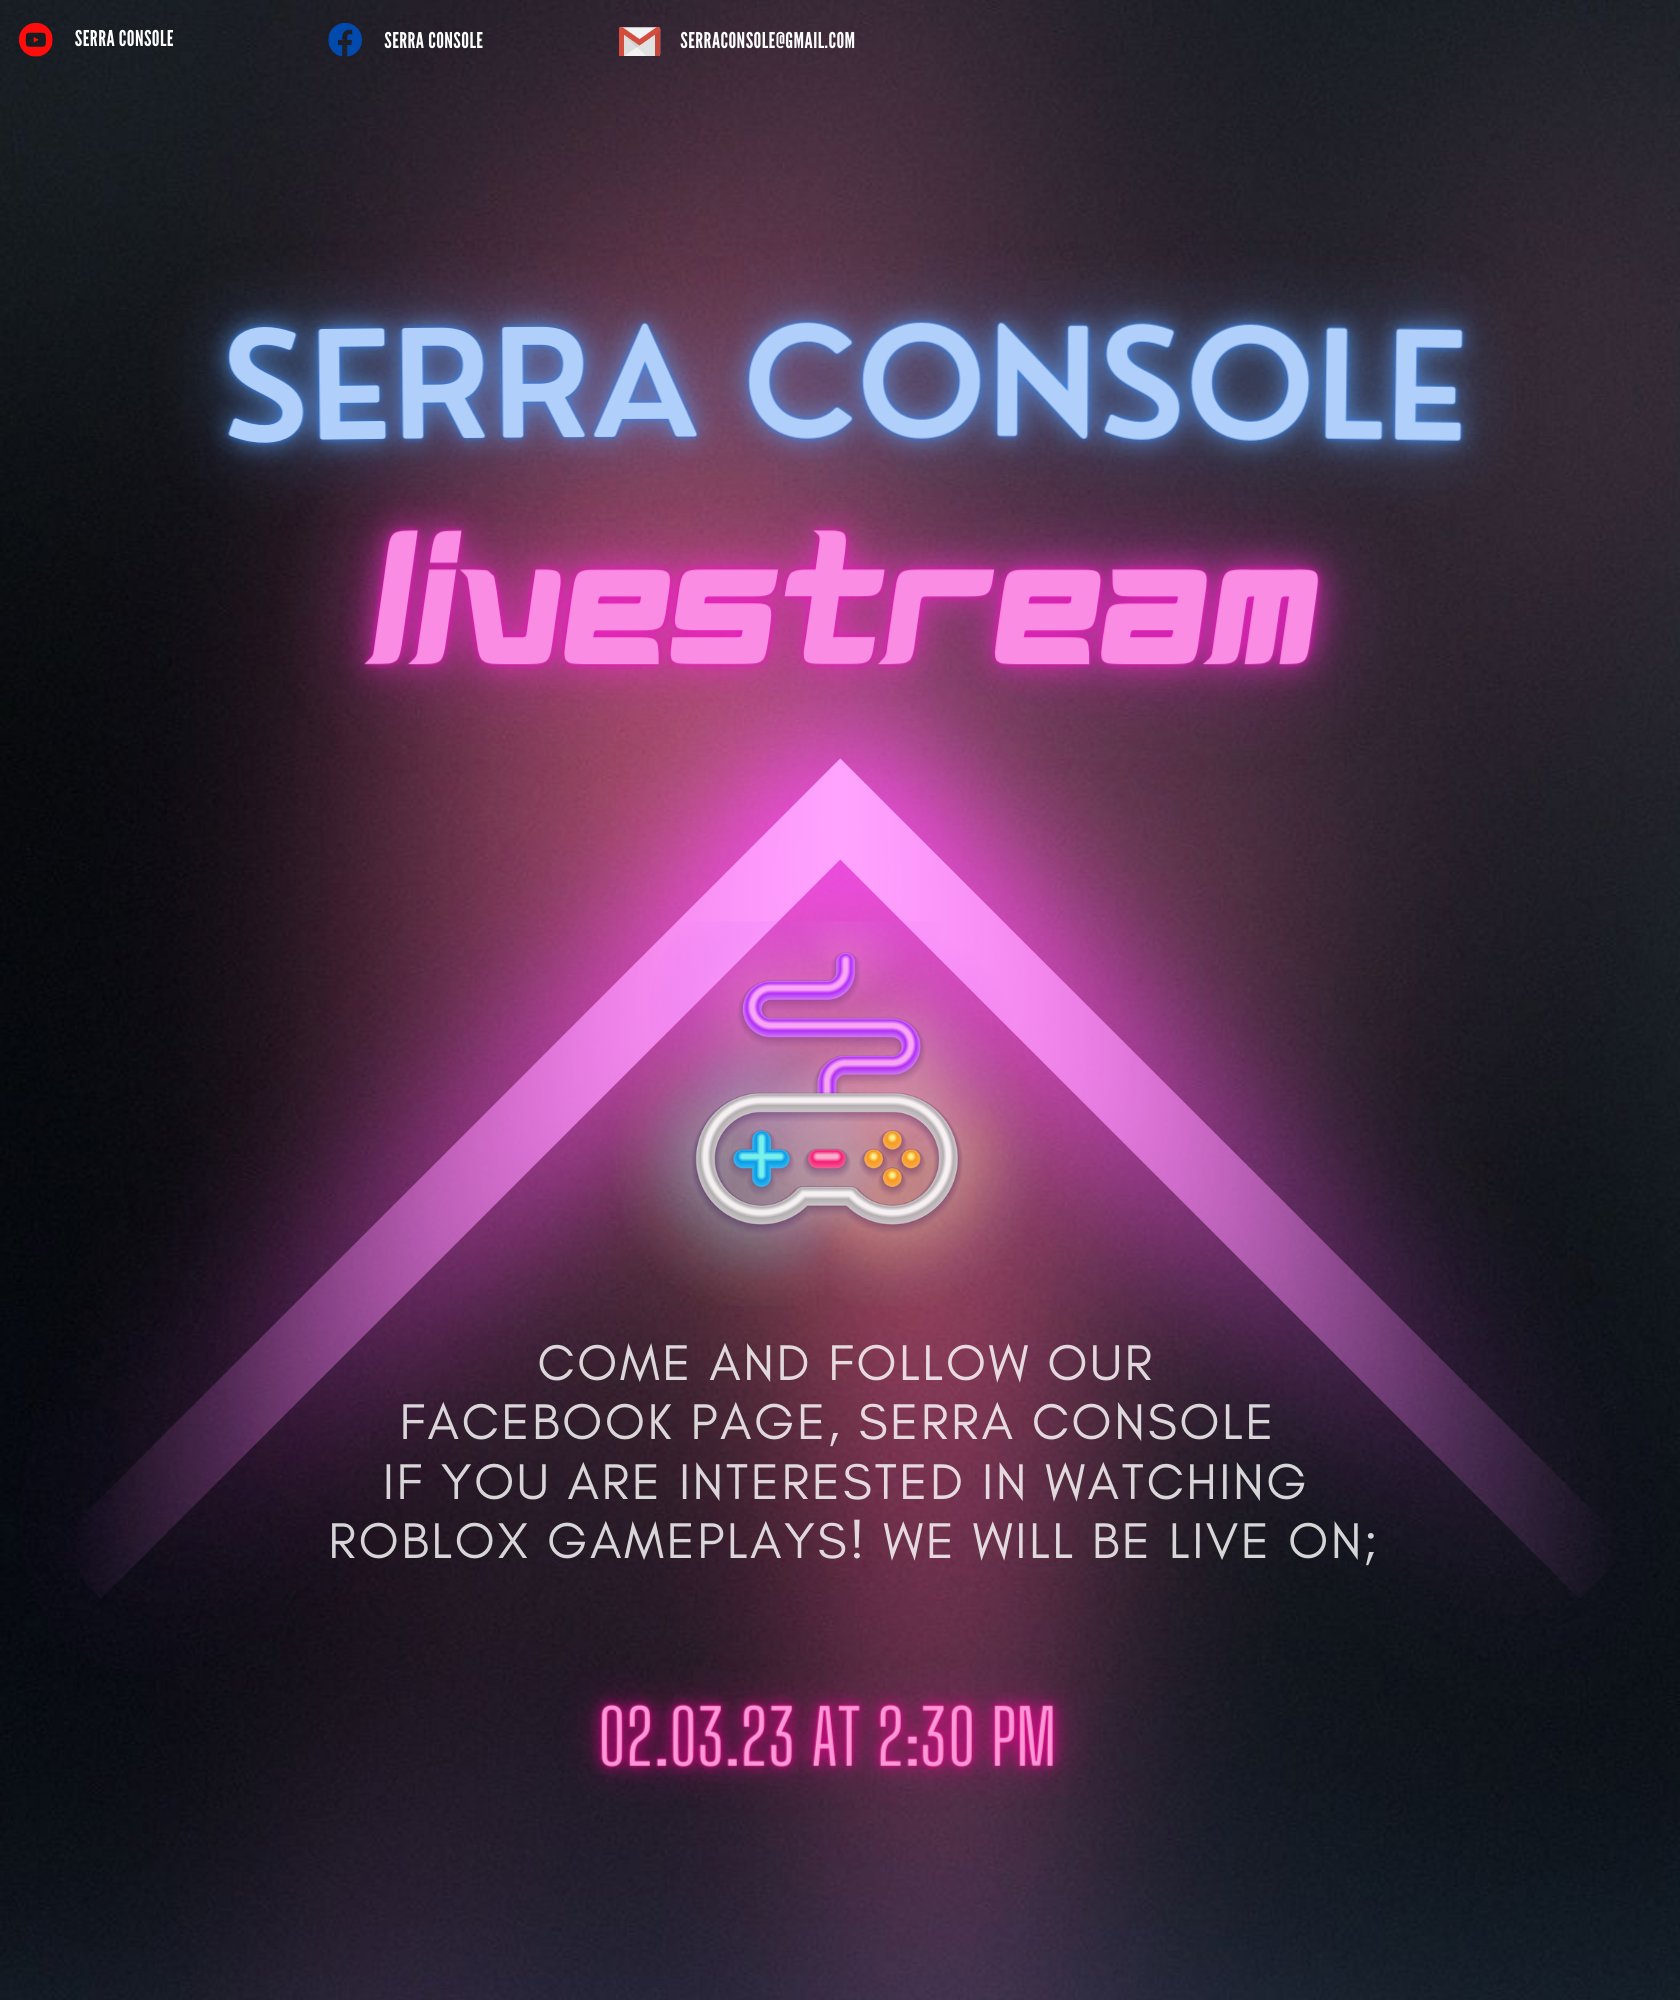 SERRA CONSOLE
SERRA CONSOLE
SERRACONSOLE@GMAIL.COM
SERRA CONSOLE
livestream
COME AND FOLLOW OUR
FACEBOOK PAGE, SERRA CONSOLE
IF YOU ARE INTERESTED IN WATCHING
ROBLOX GAMEPLAYS! WE WILL BE LIVE ON;
02.03.23 AT 2:30 PM